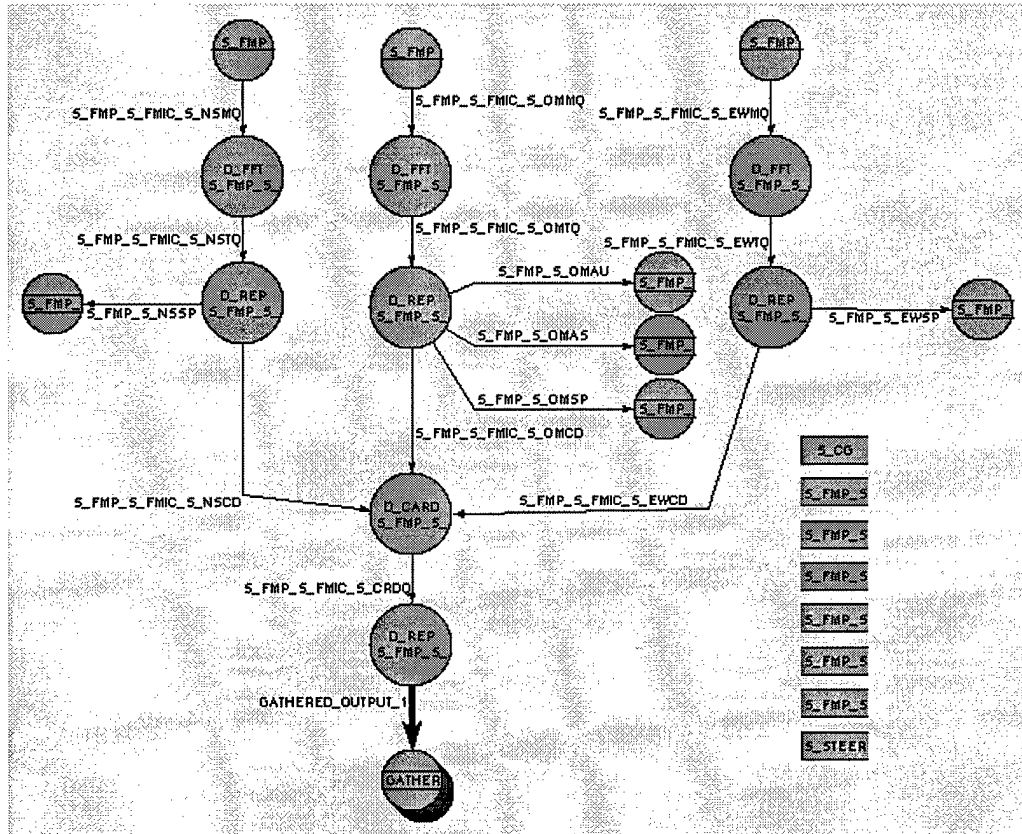 S_FMP
S_FMP
S_FMP
S_FMP_S_FMIC_S_NSMQ
S_FMP_S_FMIC_S_OMMQ
S_FMP_S_FMIC_S_EWMQ
D_FFT
S_FMP_S_
D_FFT
S_FMP_S_
D_FFT
S_FMP_S_
S_FMP_S_FMIC_S_NSTQ
S_FMP_S_FMIC_S_OMTQ
S_FMP_S_FMIC_S_EWTQ
S_FMP_
S_FMP_S_NSSP
D_REP
S_FMP_S_
D_REP
S_FMP_S_
S_FMP_S_OMAU
S_FMP_
S_FMP_S_OMAS
S_FMP_
S_FMP_S_OMSP
S_FMP_
D_REP
S_FMP_S_
S_FMP_S_EWSP
S_FMP_
S_FMP_S_FMIC_S_OMCD
S_FMP_S_FMIC_S_NSCD
S_FMP_S_FMIC_S_EWCD
D_CARD
S_FMP_S_
S_FMP_S_FMIC_S_CRDQ
D_REP
S_FMP_S_
GATHERED_OUTPUT_1
GATHER
S_CG
S_FMP_S
S_FMP_S
S_FMP_S
S_FMP_S
S_FMP_S
S_FMP_S
S_STEER